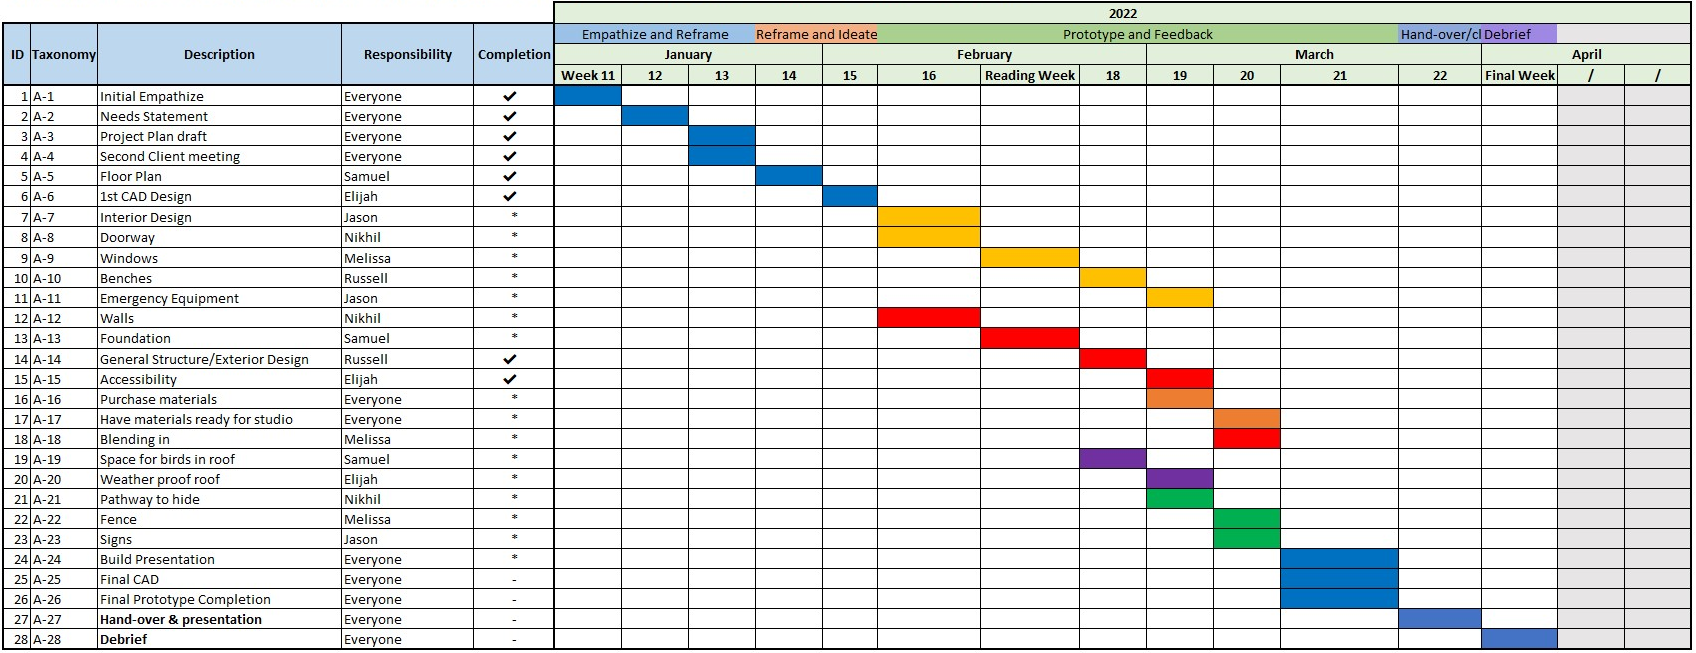 2022
Empathize and Reframe Reframe and Ideate Prototype and Feedback Hand-over/cl Debrief
ID Taxonomy Description Responsibility Completion January February March April
Week 11 12 13 14 15 16 Reading Week 18 19 20 21 22 Final Week / /
1 A-1 Initial Empathize Everyone ✔
2 A-2 Needs Statement Everyone ✔
3 A-3 Project Plan draft Everyone ✔
4 A-4 Second Client meeting Everyone ✔
5 A-5 Floor Plan Samuel ✔
6 A-6 1st CAD Design Elijah ✔
7 A-7 Interior Design Jason *
8 A-8 Doorway Nikhil *
9 A-9 Windows Melissa *
10 A-10 Benches Russell *
11 A-11 Emergency Equipment Jason *
12 A-12 Walls Nikhil *
13 A-13 Foundation Samuel *
14 A-14 General Structure/Exterior Design Russell ✔
15 A-15 Accessibility Elijah ✔
16 A-16 Purchase materials Everyone *
17 A-17 Have materials ready for studio Everyone *
18 A-18 Blending in Melissa *
19 A-19 Space for birds in roof Samuel *
20 A-20 Weather proof roof Elijah *
21 A-21 Pathway to hide Nikhil *
22 A-22 Fence Melissa *
23 A-23 Signs Jason *
24 A-24 Build Presentation Everyone *
25 A-25 Final CAD Everyone -
26 A-26 Final Prototype Completion Everyone -
27 A-27 Hand-over & presentation Everyone -
28 A-28 Debrief Everyone -